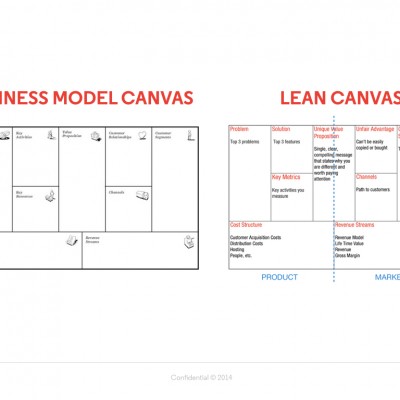 INESS MODEL CANVAS
LEAN CANVAS
Key
Activities
Value
Proposition
Customer
Relationships
Customer
Segments
Key
Resources
Channels
Revenue
Streams
Problem
Top 3 problems
Solution
Top 3 features
Key Metrics
Key activities you
measure
Unique Value
Proposition
Single, clear,
compelling message
that states why you
are different and
worth paying
attention
Unfair Advantage
Can't be easily
copied or bought
Channels
Path to customers
Cost Structure
Customer Acquisition Costs
Distribution Costs
Hosting
People, etc.
Revenue Streams
Revenue Model
Life Time Value
Revenue
Gross Margin
PRODUCT
MARKE
Confidential © 2014